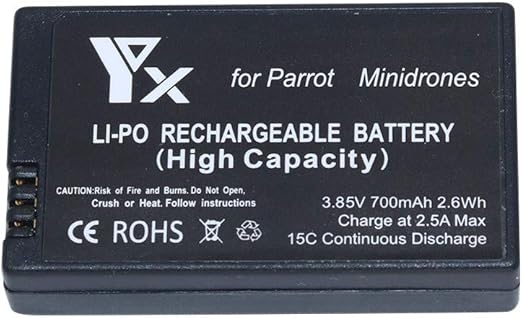 Yx
for Parrot Minidrones
LI-PO RECHARGEABLE BATTERY
(High Capacity)
CAUTION:Risk of Fire and Burns.Do Not Open,
Crush or Heat.Follow Instructions.
3.85V 700mAh 2.6Wh
Charge at 2.5A Max
15C Continuous Discharge
CE ROHS